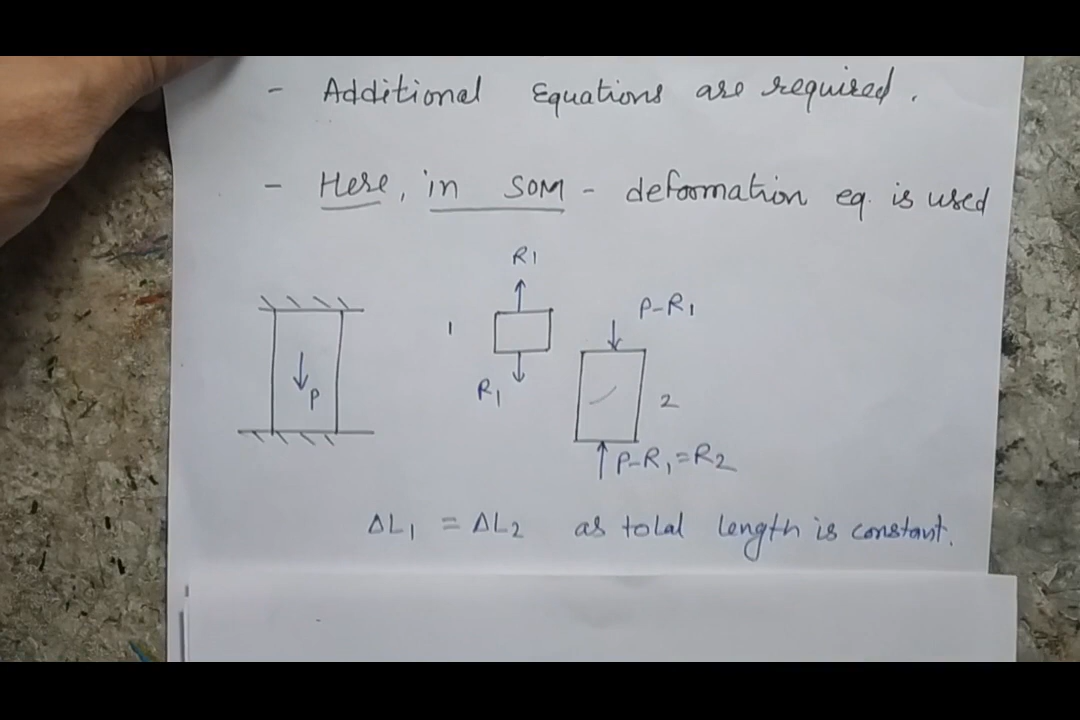 - Additional Equations are required.
- Here, in SOM - deformation eq. is used
R1
P-R1
1
P
R1
2
P-R1=R2
ΔL1 = ΔL2 as total length is constant.